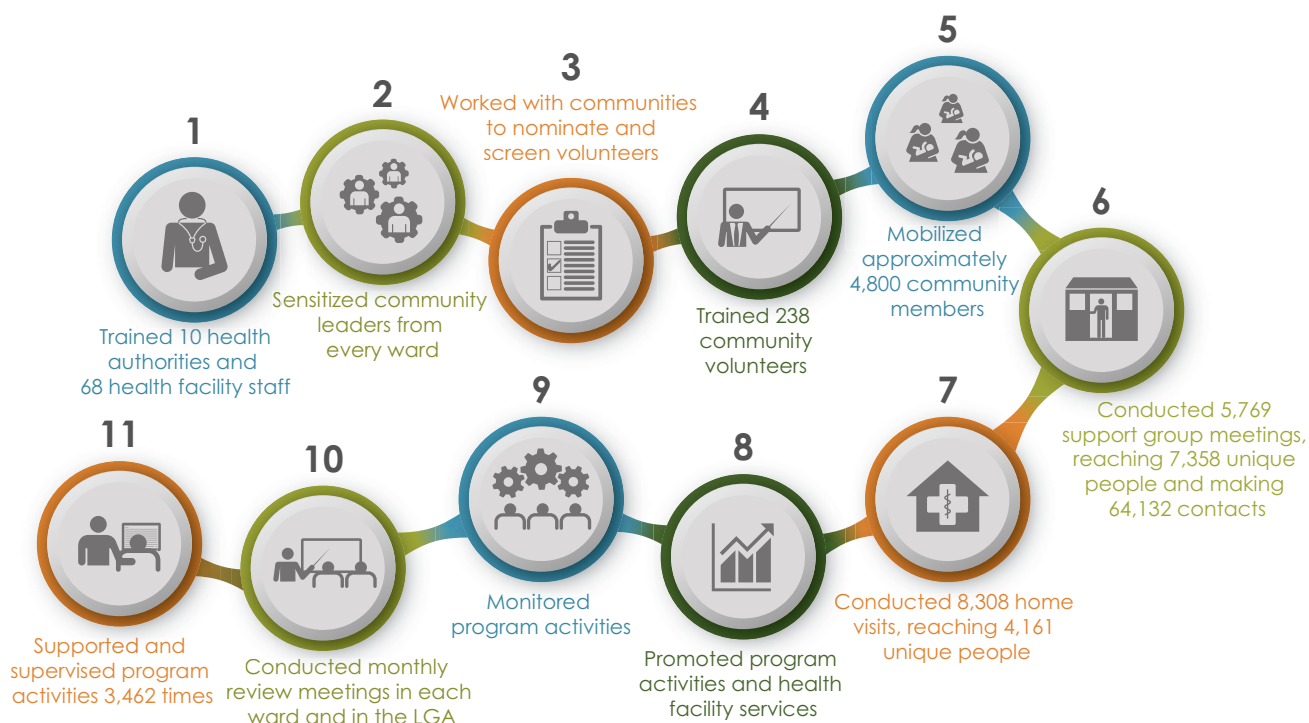 1
Trained 10 health
authorities and
68 health facility staff
2
Sensitized community
leaders from
every ward
3
Worked with communities
to nominate and
screen volunteers
4
Trained 238
community
volunteers
5
Mobilized
approximately
4,800 community
members
6
Conducted 5,769
support group meetings,
reaching 7,358 unique
people and making
64,132 contacts
7
Conducted 8,308 home
visits, reaching 4,161
unique people
8
Promoted program
activities and health
facility services
9
Monitored
program activities
10
Conducted monthly
review meetings in each
ward and in the LGA
11
Supported and
supervised program
activities 3,462 times